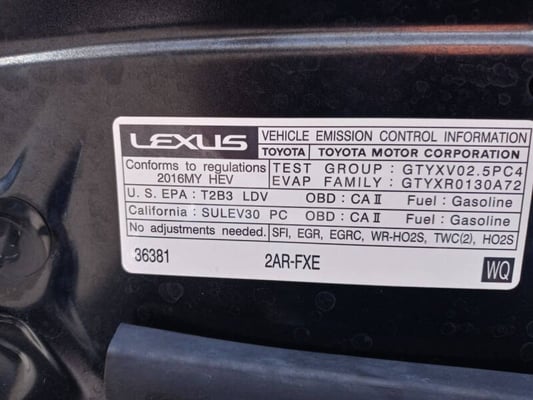 LEXUS VEHICLE EMISSION CONTROL INFORMATION
TOYOTA TOYOTA MOTOR CORPORATION
Conforms to regulations TEST GROUP : GTYXV02.5PC4
2016MY HEV EVAP FAMILY : GTYXR0130A72
U. S. EPA : T2B3 LDV OBD : CA II Fuel : Gasoline
California : SULEV30 PC OBD : CA II Fuel : Gasoline
No adjustments needed. SFI, EGR, EGRC, WR-HO2S, TWC(2), HO2S
36381 2AR-FXE WQ